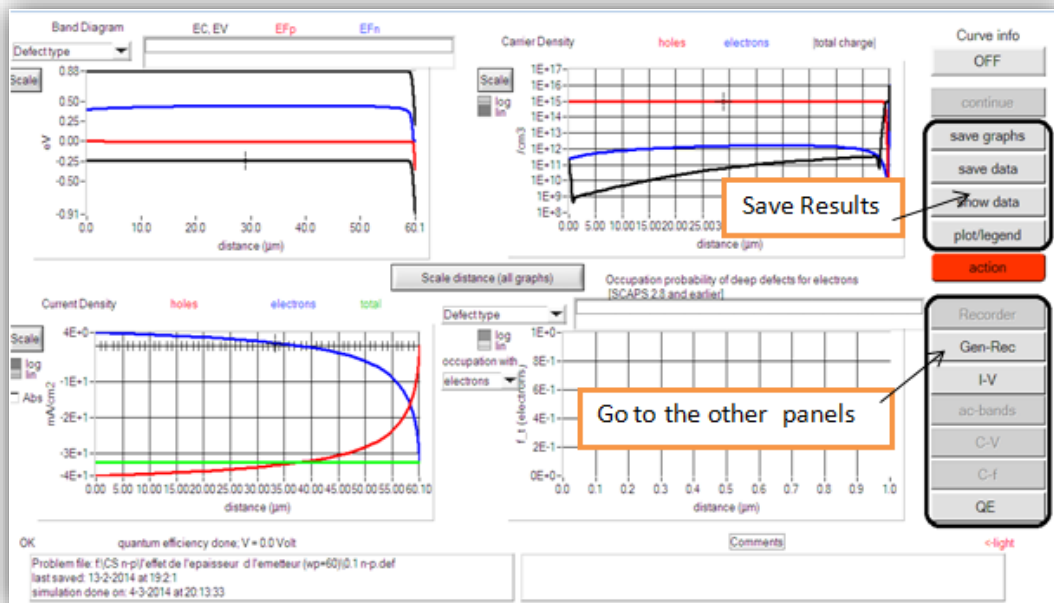 Band Diagram EC, EV EFp EFn
Defect type
Scale
0.88
0.50
0.00
-0.25
-0.50
-0.91
eV
0.0 10.0 20.0 30.0 40.0 50.0 60.1
distance (µm)
Carrier Density holes electrons |total charge|
Scale
log
lin
1E+17
1E+16
1E+15
1E+14
1E+13
1E+12
1E+11
1E+10
1E+9
1E+8
/cm3
distance (µm)
Save Results
Curve info
OFF
continue
save graphs
save data
show data
plot/legend
action
Scale distance (all graphs)
Current Density holes electrons total
Scale
log
lin
Abs
4E+0
-1E+1
-3E+1
-4E+1
mA/cm2
0.00 5.00 10.00 15.00 20.00 25.00 30.00 35.00 40.00 45.00 50.00 55.00 60.10
distance (µm)
Occupation probability of deep defects for electrons
[SCAPS 2.8 and earlier]
Defect type
log
lin
occupation with
electrons
1E+0
8E-1
6E-1
4E-1
2E-1
0E+0
f_t (electrons)
0.0 0.1 0.2 0.3 0.4 0.5 0.6 0.7 0.8 0.9 1.0
distance (µm)
Go to the other panels
Recorder
Gen-Rec
I-V
ac-bands
C-V
C-f
QE
OK quantum efficiency done; V = 0.0 Volt
Comments
<-light
Problem file: f:\CS n-p\l'effet de l'epaisseur d l'emetteur (wp=60)\0.1 n-p.def
last saved: 13-2-2014 at 19:2:1
simulation done on: 4-3-2014 at 20:13:33